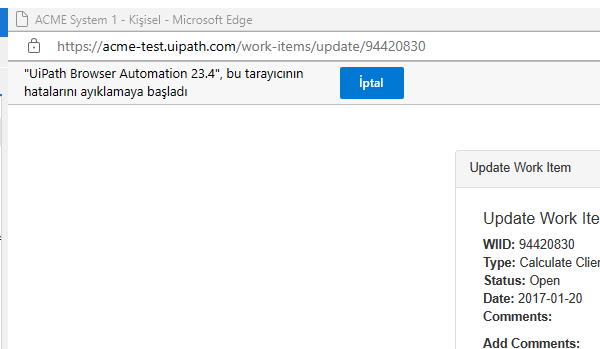 ACME System 1 - Kişisel - Microsoft Edge
https://acme-test.uipath.com/work-items/update/94420830
"UiPath Browser Automation 23.4", bu tarayıcının
hatalarını ayıklamaya başladı
İptal
Update Work Item
Update Work Ite
WIID: 94420830
Type: Calculate Clier
Status: Open
Date: 2017-01-20
Comments:
Add Comments: